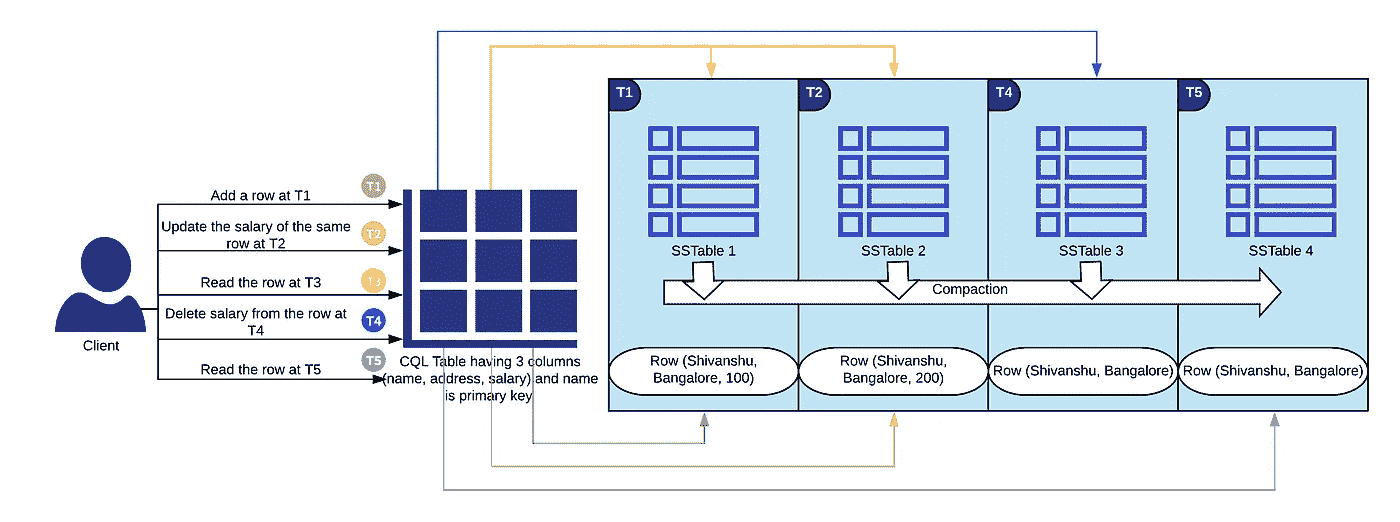 T1
T2
T4
T5
Add a row at T1
T1
Update the salary of the same
row at T2
T2
Read the row at T3
T3
Delete salary from the row at
T4
T4
Read the row at T5
T5
Client
CQL Table having 3 columns
(name, address, salary) and name
is primary key
SSTable 1
SSTable 2
SSTable 3
SSTable 4
Compaction
Row (Shivanshu,
Bangalore, 100)
Row (Shivanshu,
Bangalore, 200)
Row (Shivanshu, Bangalore)
Row (Shivanshu, Bangalore)